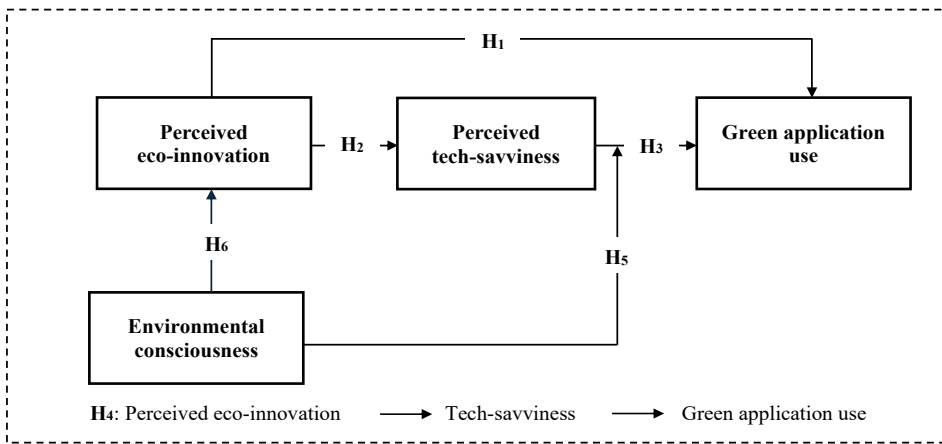 H1
Perceived
eco-innovation
H2
Perceived
tech-savviness
H3
Green application
use
H6
H5
Environmental
consciousness
H4: Perceived eco-innovation Tech-savviness Green application use